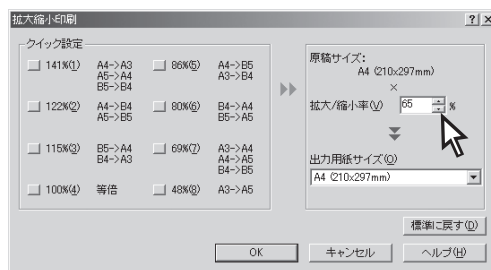 拡大縮小印刷
クイック設定
141%(1) A4->A3 86%(5) A4->B5
A5->A4 A3->B4
B5->B4
122%(2) A4->B4 80%(6) B4->A4
A5->B5 B5->A5
115%(3) B5->A4 69%(7) A3->A4
B4->A3 A4->A5
B4->B5
100%(4) 等倍 48%(8) A3->A5
原稿サイズ:
A4 (210x297mm)
×
拡大/縮小率(V) 65 %
出力用紙サイズ(O)
A4 (210x297mm)
標準に戻す(D)
OK キャンセル ヘルプ(H)